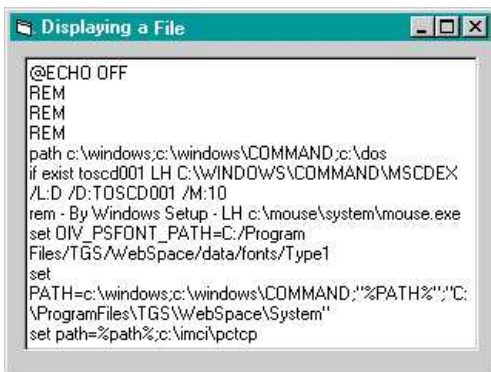 Displaying a File
@ECHO OFF
REM
REM
REM
path c:\windows;c:\windows\COMMAND;c:\dos
if exist toscd001 LH C:\WINDOWS\COMMAND\MSCDEX
/L:D /D:TOSCD001 /M:10
rem - By Windows Setup - LH c:\mouse\system\mouse.exe
set OIV_PSFONT_PATH=C:/Program
Files/TGS/WebSpace/data/fonts/Type1
set
PATH=c:\windows;c:\windows\COMMAND;"%PATH%";"C:
\ProgramFiles\TGS\WebSpace\System"
set path=%path%;c:\imci\pctcp